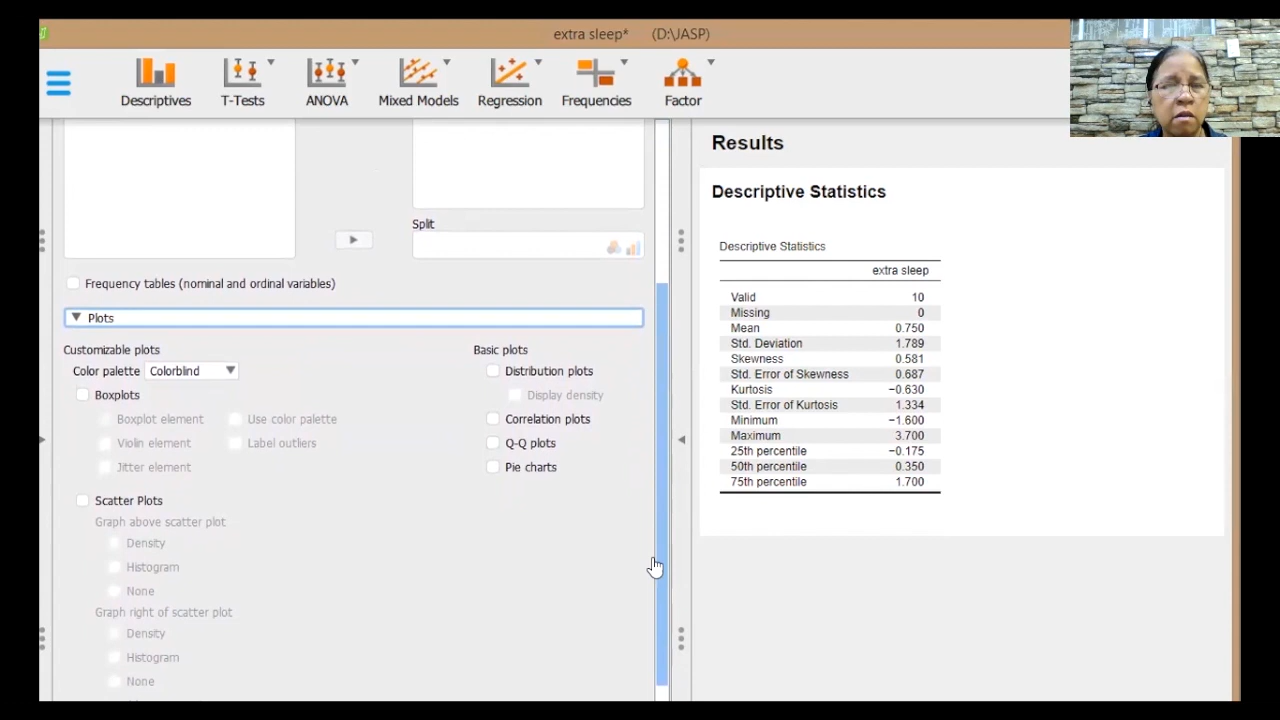 extra sleep* (D:\JASP)
Descriptives T-Tests ANOVA Mixed Models Regression Frequencies Factor
Split
Frequency tables (nominal and ordinal variables)
Plots
Customizable plots
Color palette Colorblind
Boxplots
Boxplot element Use color palette
Violin element Label outliers
Jitter element
Scatter Plots
Graph above scatter plot
Density
Histogram
None
Graph right of scatter plot
Density
Histogram
None
Basic plots
Distribution plots
Display density
Correlation plots
Q-Q plots
Pie charts
Results
Descriptive Statistics
Descriptive Statistics
extra sleep
Valid 10
Missing 0
Mean 0.750
Std. Deviation 1.789
Skewness 0.581
Std. Error of Skewness 0.687
Kurtosis −0.630
Std. Error of Kurtosis 1.334
Minimum −1.600
Maximum 3.700
25th percentile −0.175
50th percentile 0.350
75th percentile 1.700